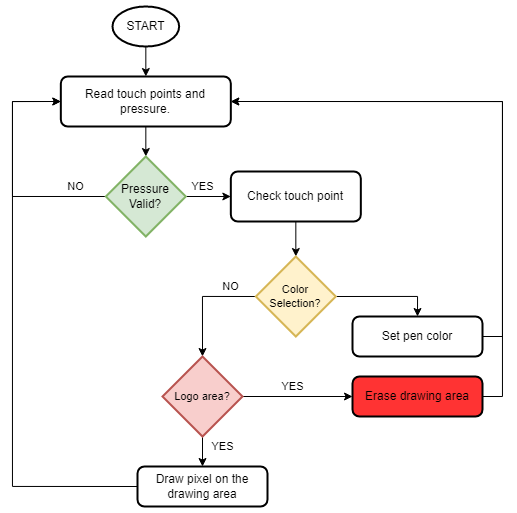 START
Read touch points and
pressure.
NO
Pressure
Valid?
YES
Check touch point
NO
Color
Selection?
Set pen color
Logo area?
YES
Erase drawing area
YES
Draw pixel on the
drawing area